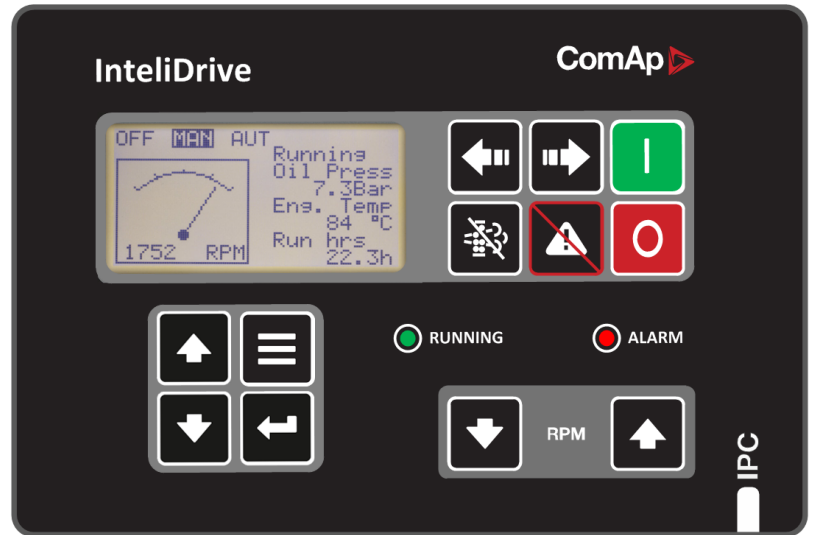 InteliDrive
ComAp
OFF MAN AUT
Running
Oil Press
7.3Bar
Eng. Temp
84 °C
Run hrs
22.3h
1752 RPM
RUNNING
ALARM
RPM
IPC